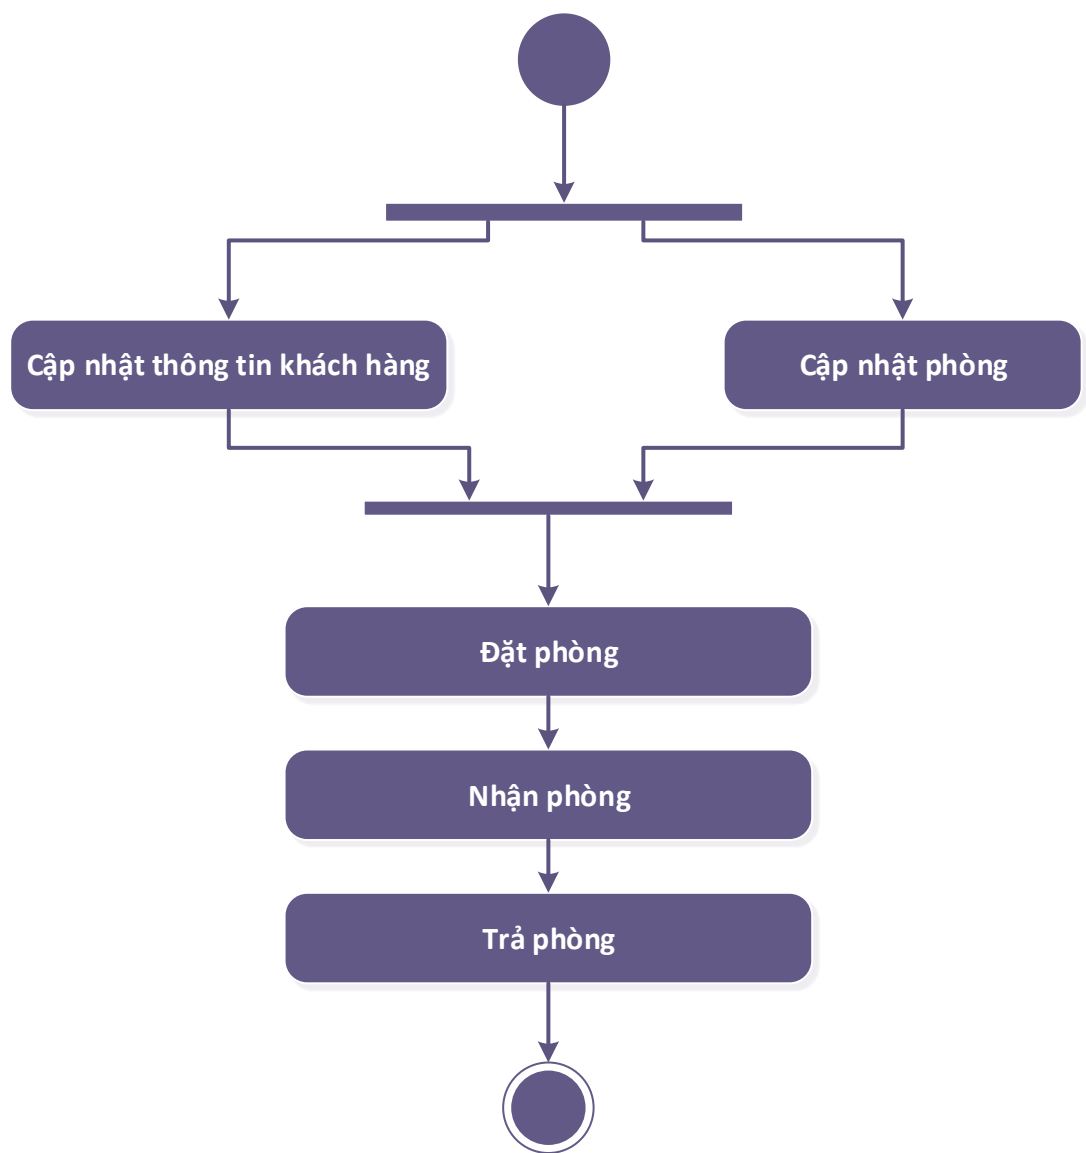 Cập nhật thông tin khách hàng
Cập nhật phòng
Đặt phòng
Nhận phòng
Trả phòng